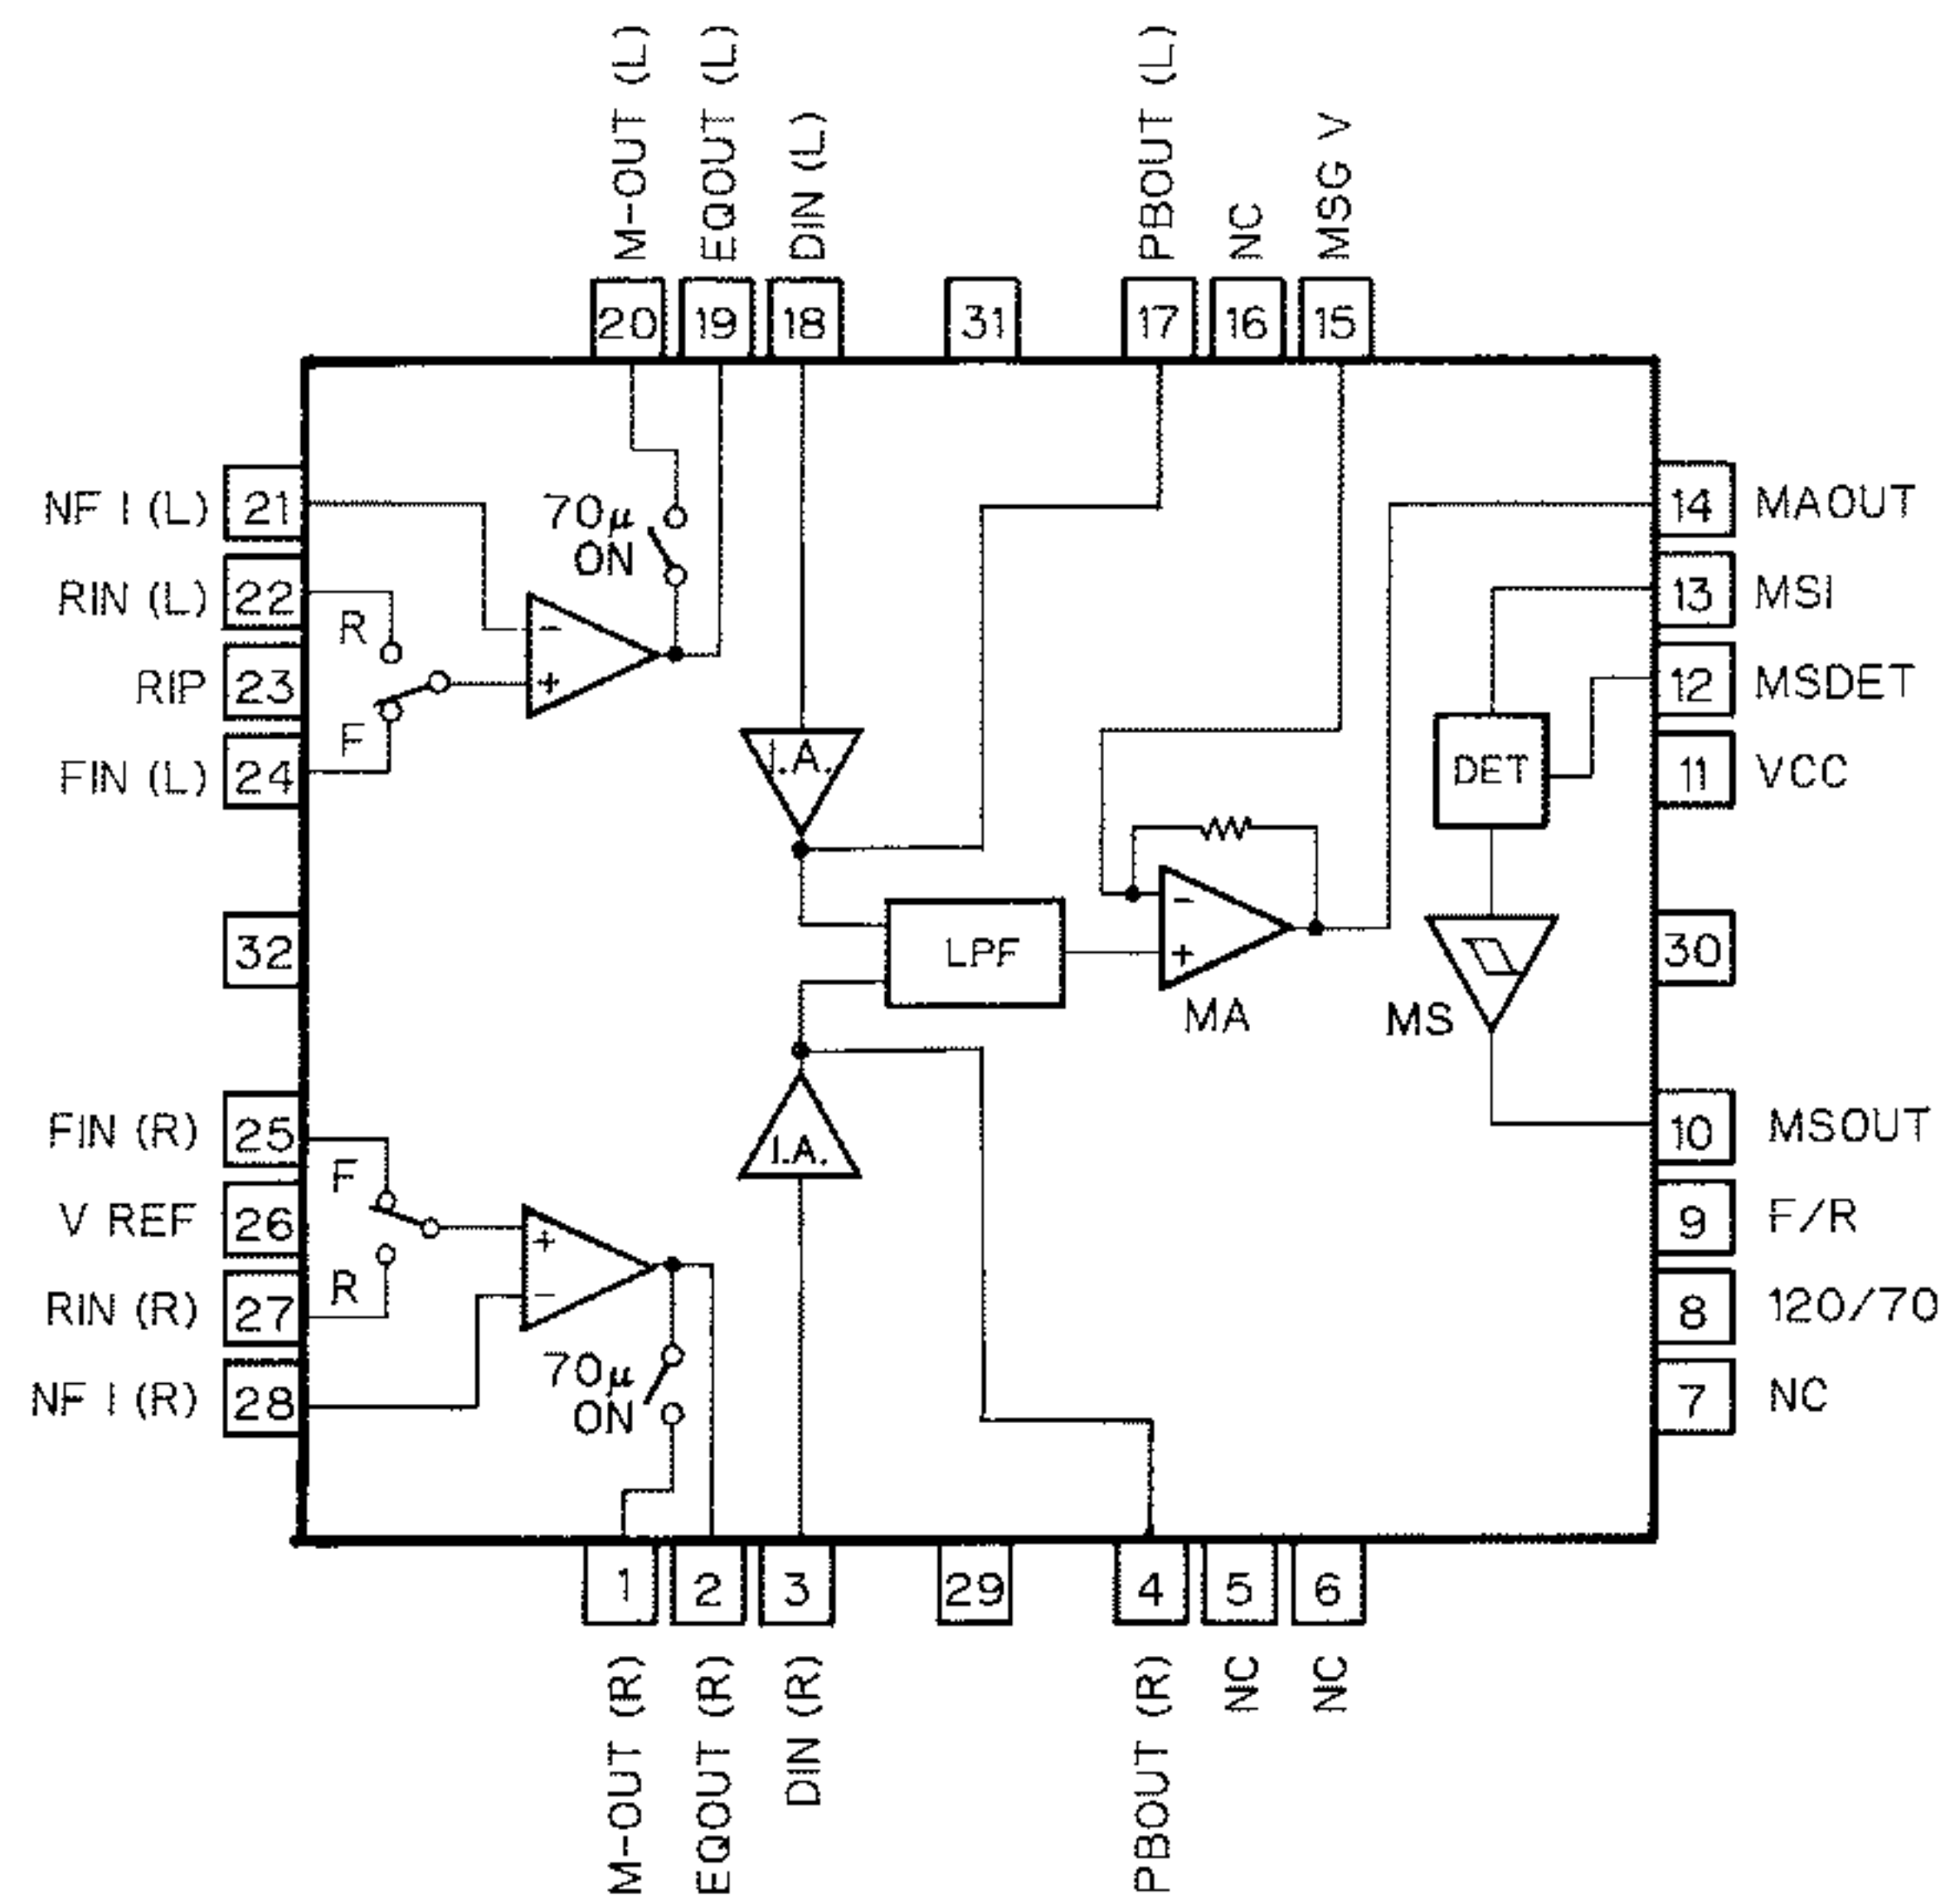 M-OUT (L)
EQOUT (L)
DIN (L)
PBOUT (L)
NC
MSG V
20
19
18
31
17
16
15
NF I (L)
21
RIN (L)
22
RIP
23
FIN (L)
24
32
FIN (R)
25
V REF
26
RIN (R)
27
NF I (R)
28
70μ
ON
R
F
-
+
I.A.
LPF
-
+
MA
DET
MS
I.A.
F
R
+
-
70μ
ON
14
MAOUT
13
MSI
12
MSDET
11
VCC
30
10
MSOUT
9
F/R
8
120/70
7
NC
1
2
3
29
4
5
6
M-OUT (R)
EQOUT (R)
DIN (R)
PBOUT (R)
NC
NC